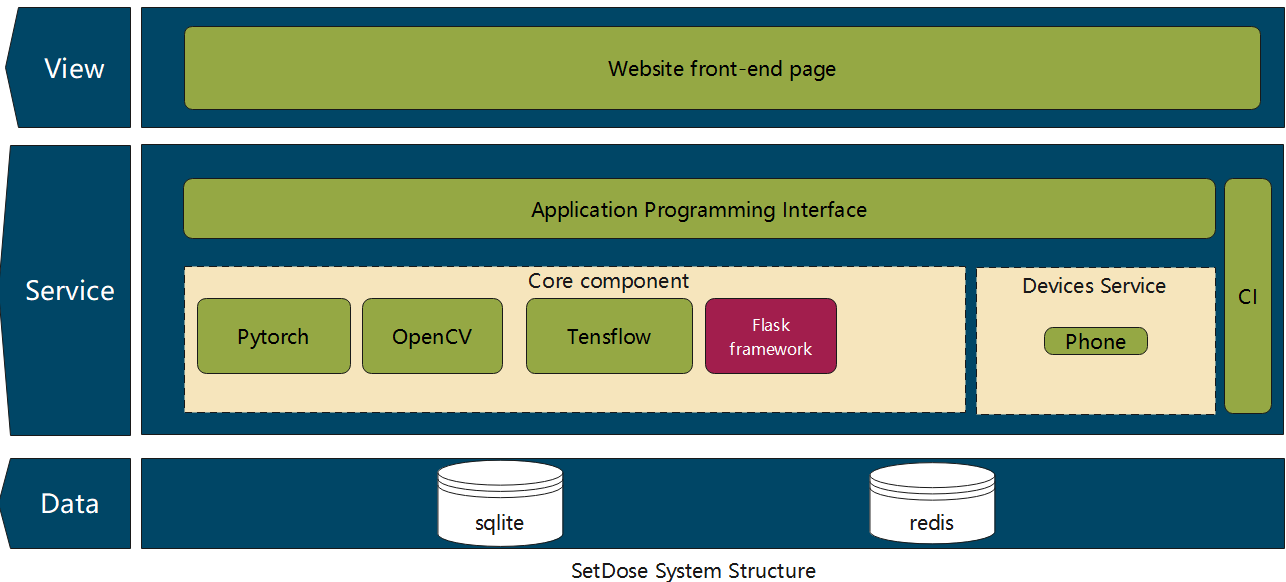 View
Website front-end page
Service
Application Programming Interface
CI
Core component
Pytorch
OpenCV
Tensflow
Flask
framework
Devices Service
Phone
Data
sqlite
redis
SetDose System Structure